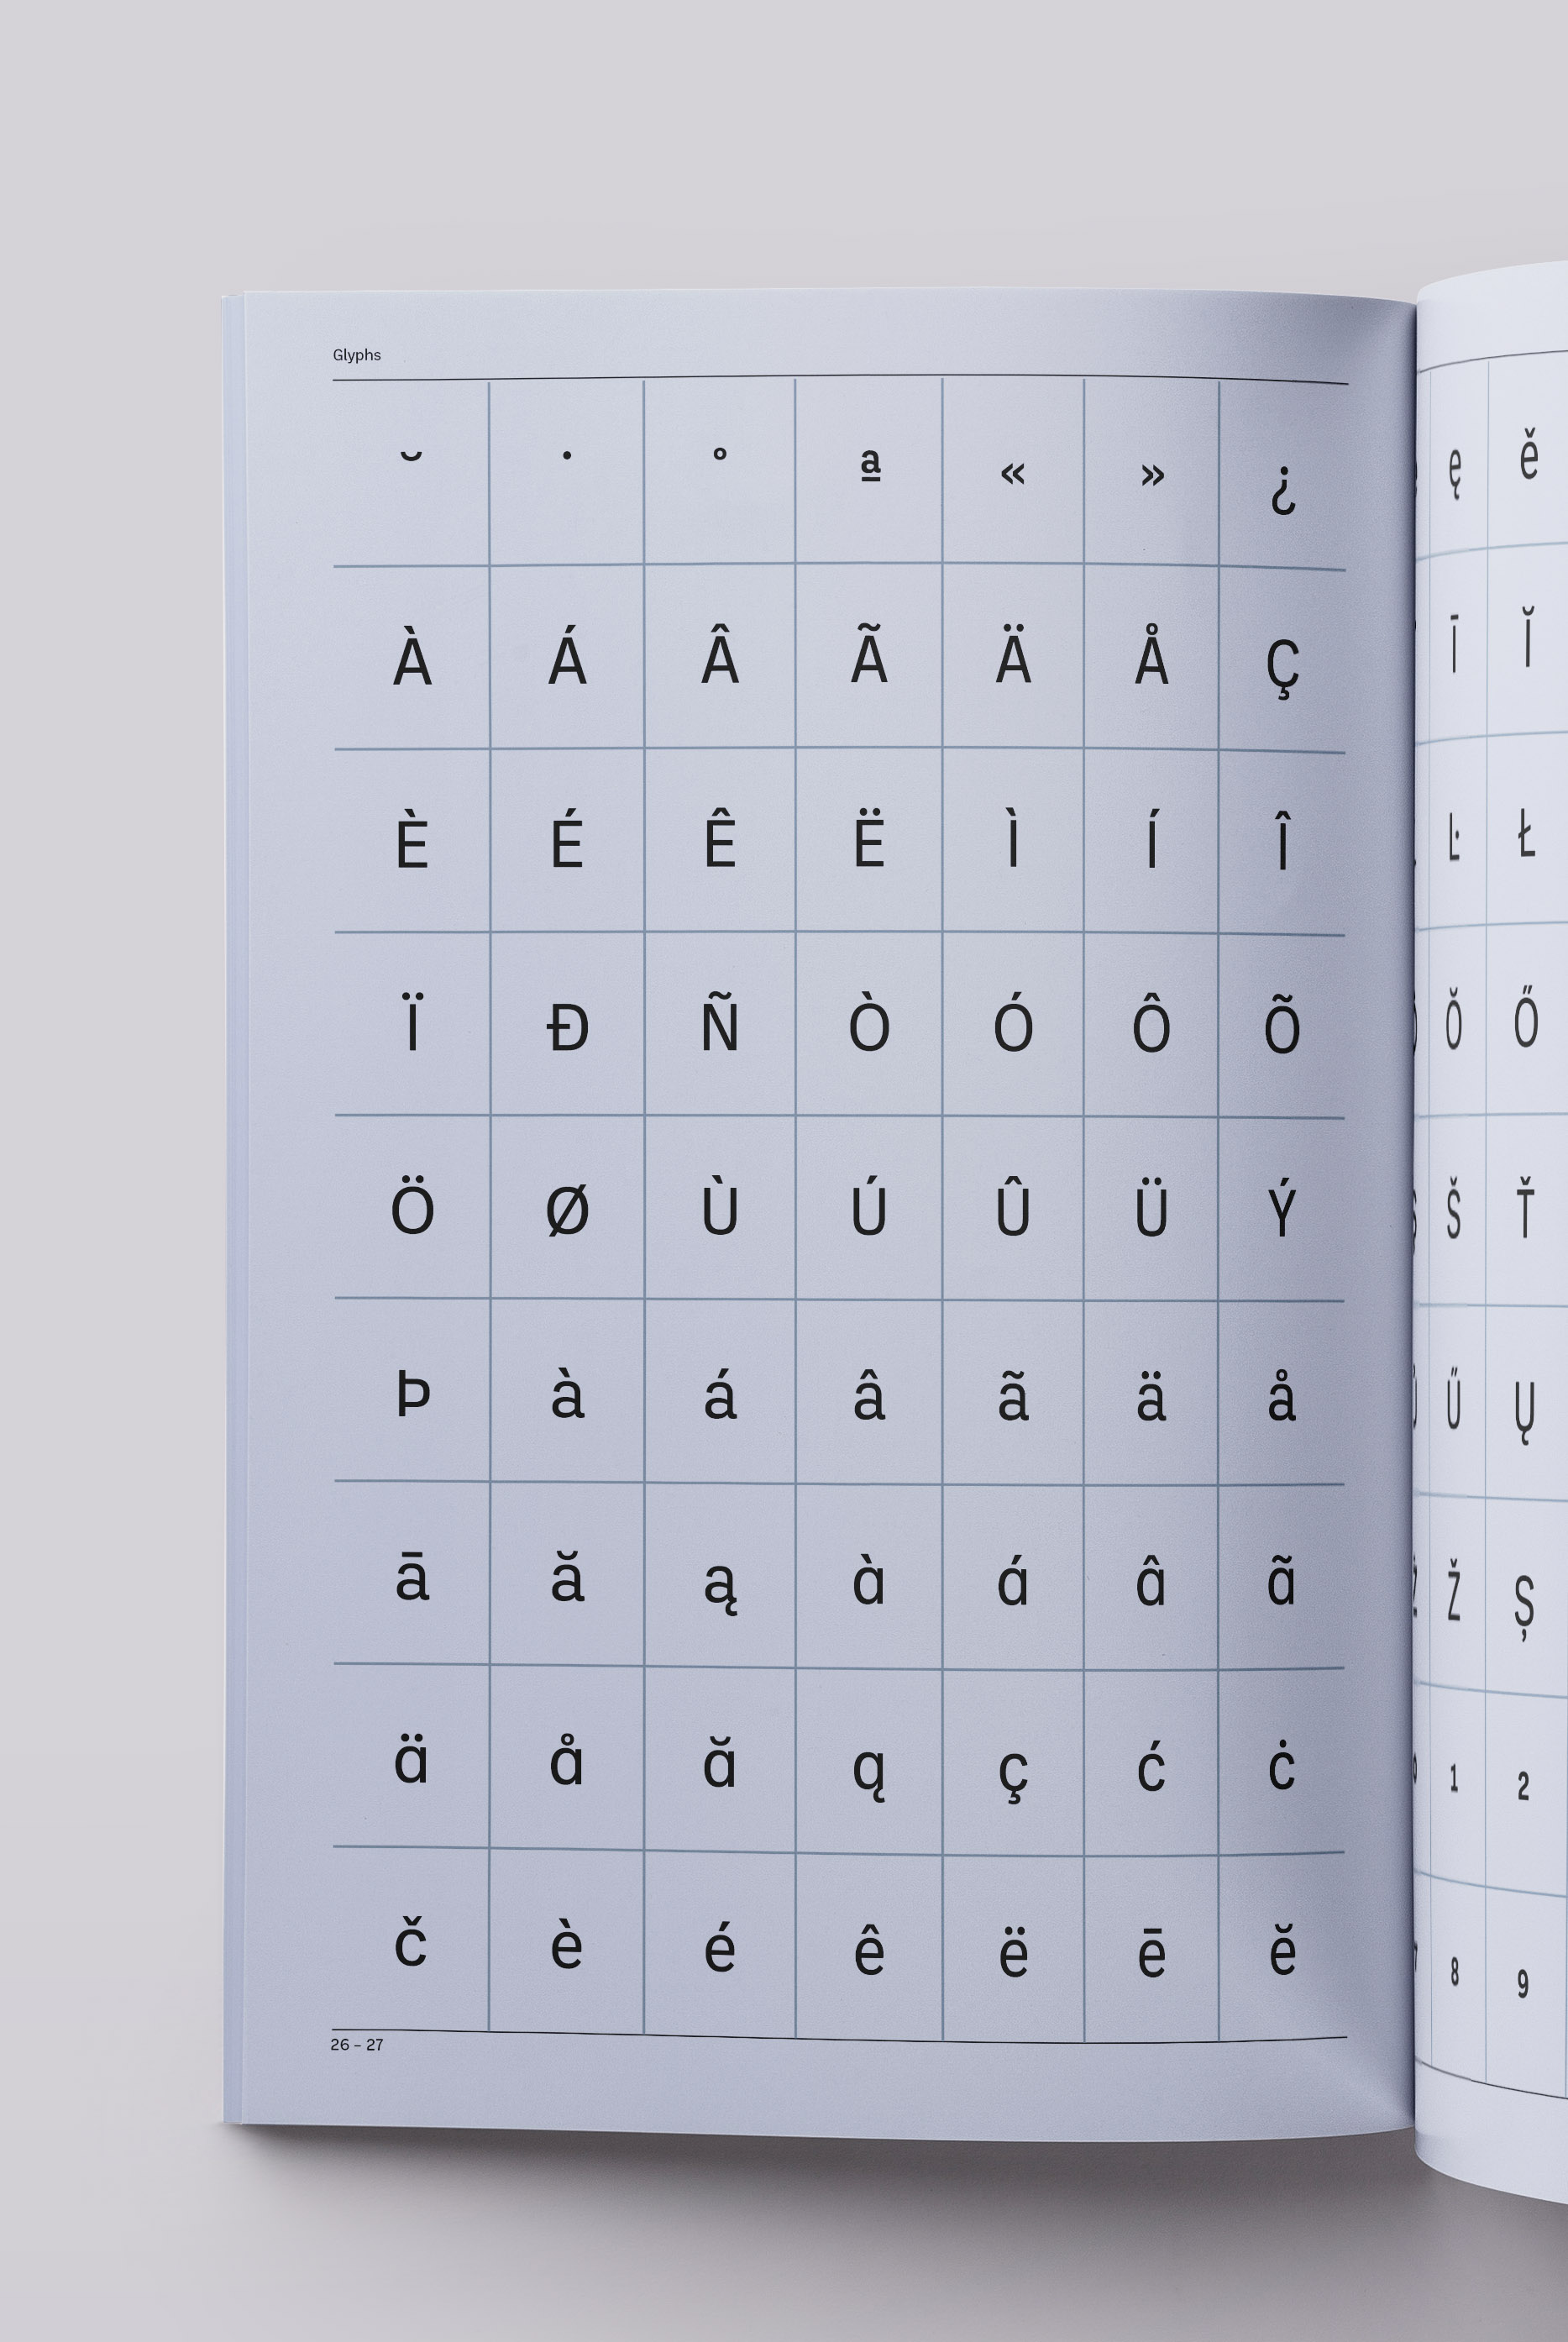 Glyphs
˘ ˙ ° ª « » ¿
À Á Â Ã Ä Å Ç
È É Ê Ë Ì Í Î
Ï Đ Ñ Ò Ó Ô Õ
Ö Ø Ù Ú Û Ü Ý
Þ à á â ã ä å
ā ă ą ɑ̀ ɑ́ ɑ̂ ɑ̃
ɑ̈ ɑ̊ ɑ̆ ɑ̨ ç ć ċ
č è é ê ë ē ĕ
26 – 27
ę ě
Ī Ĭ
Ŀ Ł
Ŏ Ő
Š Ť
Ű Ų
Ž Ș
1 2
8 9